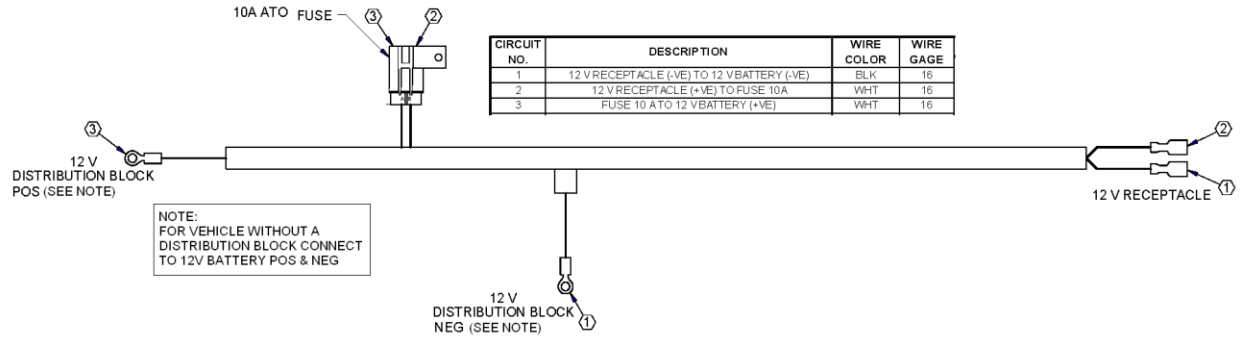 10A ATO FUSE
3
2
CIRCUIT NO. DESCRIPTION WIRE COLOR WIRE GAGE
1 12 V RECEPTACLE (-VE) TO 12 V BATTERY (-VE) BLK 16
2 12 V RECEPTACLE (+VE) TO FUSE 10A WHT 16
3 FUSE 10 A TO 12 V BATTERY (+VE) WHT 16
3
12 V
DISTRIBUTION BLOCK
POS (SEE NOTE)
2
1
12 V RECEPTACLE
NOTE:
FOR VEHICLE WITHOUT A
DISTRIBUTION BLOCK CONNECT
TO 12V BATTERY POS & NEG
12 V
DISTRIBUTION BLOCK
NEG (SEE NOTE)
1